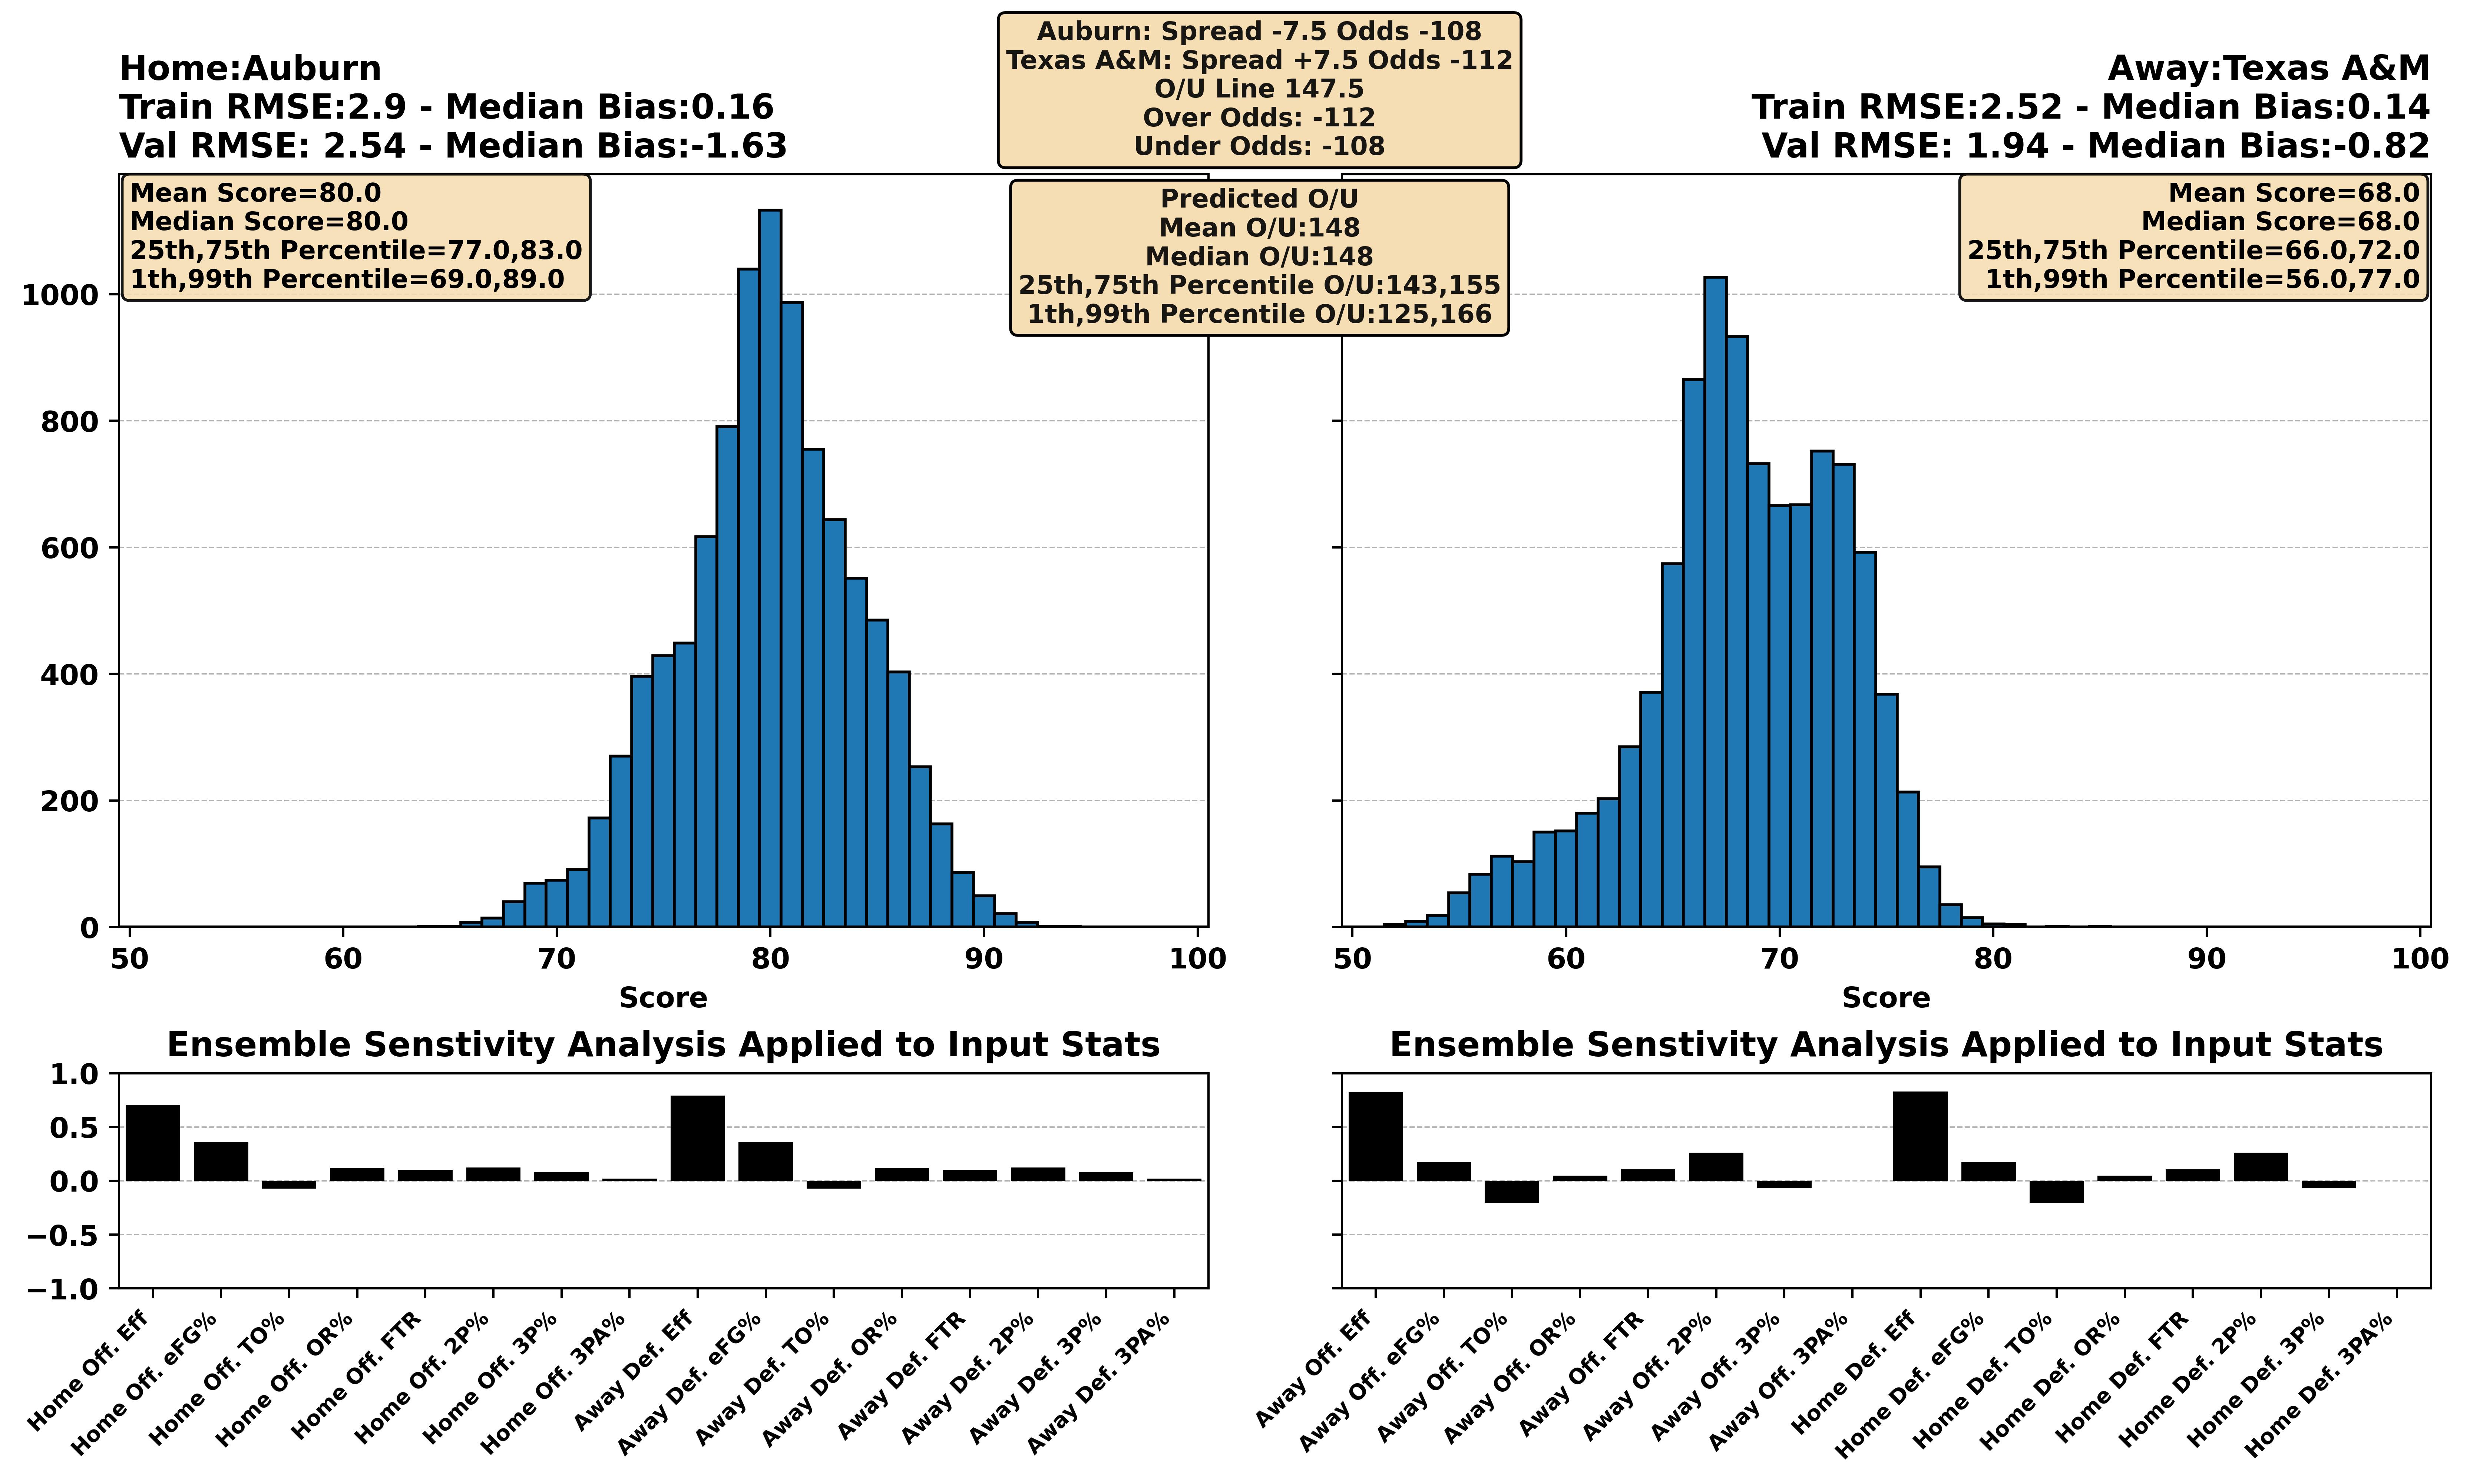 Auburn: Spread -7.5 Odds -108
Texas A&M: Spread +7.5 Odds -112
O/U Line 147.5
Over Odds: -112
Under Odds: -108
Home:Auburn
Train RMSE:2.9 - Median Bias:0.16
Val RMSE: 2.54 - Median Bias:-1.63
Away:Texas A&M
Train RMSE:2.52 - Median Bias:0.14
Val RMSE: 1.94 - Median Bias:-0.82
Mean Score=80.0
Median Score=80.0
25th,75th Percentile=77.0,83.0
1th,99th Percentile=69.0,89.0
Predicted O/U
Mean O/U:148
Median O/U:148
25th,75th Percentile O/U:143,155
1th,99th Percentile O/U:125,166
Mean Score=68.0
Median Score=68.0
25th,75th Percentile=66.0,72.0
1th,99th Percentile=56.0,77.0
1000
800
600
400
200
0
50 60 70 80 90 100
Score
50 60 70 80 90 100
Score
Ensemble Senstivity Analysis Applied to Input Stats
1.0
0.5
0.0
−0.5
−1.0
Home Off. Eff
Home Off. eFG%
Home Off. TO%
Home Off. OR%
Home Off. FTR
Home Off. 2P%
Home Off. 3P%
Home Off. 3PA%
Away Def. Eff
Away Def. eFG%
Away Def. TO%
Away Def. OR%
Away Def. FTR
Away Def. 2P%
Away Def. 3P%
Away Def. 3PA%
Ensemble Senstivity Analysis Applied to Input Stats
Away Off. Eff
Away Off. eFG%
Away Off. TO%
Away Off. OR%
Away Off. FTR
Away Off. 2P%
Away Off. 3P%
Away Off. 3PA%
Home Def. Eff
Home Def. eFG%
Home Def. TO%
Home Def. OR%
Home Def. FTR
Home Def. 2P%
Home Def. 3P%
Home Def. 3PA%